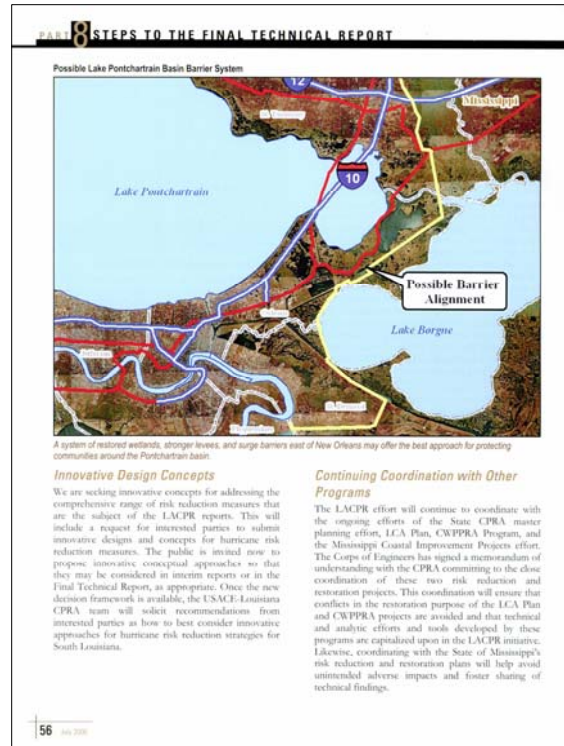 PART 8 STEPS TO THE FINAL TECHNICAL REPORT
Possible Lake Pontchartrain Basin Barrier System
12
Mississippi
St. Tammany
10
Lake Pontchartrain
Possible Barrier
Alignment
Orleans
Lake Borgne
Jefferson
St. Bernard
A system of restored wetlands, stronger levees, and surge barriers east of New Orleans may offer the best approach for protecting
communities around the Pontchartrain basin.
Innovative Design Concepts
We are seeking innovative concepts for addressing the
comprehensive range of risk reduction measures that
are the subject of the LACPR reports. This will
include a request for interested parties to submit
innovative designs and concepts for hurricane risk
reduction measures. The public is invited now to
propose innovative conceptual approaches so that
they may be considered in interim reports or in the
Final Technical Report, as appropriate. Once the new
decision framework is available, the USACE-Louisiana
CPRA team will solicit recommendations from
interested parties as how to best consider innovative
approaches for hurricane risk reduction strategies for
South Louisiana.
Continuing Coordination with Other
Programs
The LACPR effort will continue to coordinate with
the ongoing efforts of the State CPRA master
planning effort, LCA Plan, CWPPRA Program, and
the Mississippi Coastal Improvement Projects effort.
The Corps of Engineers has signed a memorandum of
understanding with the CPRA committing to the close
coordination of these two risk reduction and
restoration projects. This coordination will ensure that
conflicts in the restoration purpose of the LCA Plan
and CWPPRA projects are avoided and that technical
and analytic efforts and tools developed by these
programs are capitalized upon in the LACPR initiative.
Likewise, coordinating with the State of Mississippi's
risk reduction and restoration plans will help avoid
unintended adverse impacts and foster sharing of
technical findings.
56 July 2006